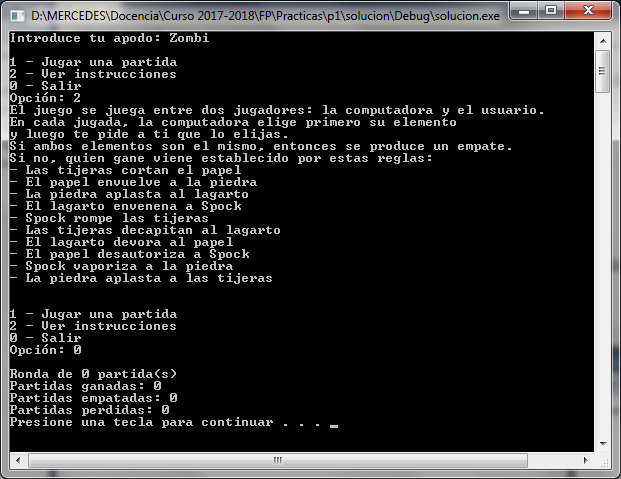 D:\MERCEDES\Docencia\Curso 2017-2018\FP\Practicas\p1\solucion\Debug\solucion.exe
Introduce tu apodo: Zombi
1 - Jugar una partida
2 - Ver instrucciones
0 - Salir
Opción: 2
El juego se juega entre dos jugadores: la computadora y el usuario.
En cada jugada, la computadora elige primero su elemento
y luego te pide a ti que lo elijas.
Si ambos elementos son el mismo, entonces se produce un empate.
Si no, quien gane viene establecido por estas reglas:
- Las tijeras cortan el papel
- El papel envuelve a la piedra
- La piedra aplasta al lagarto
- El lagarto envenena a Spock
- Spock rompe las tijeras
- Las tijeras decapitan al lagarto
- El lagarto devora al papel
- El papel desautoriza a Spock
- Spock vaporiza a la piedra
- La piedra aplasta a las tijeras
1 - Jugar una partida
2 - Ver instrucciones
0 - Salir
Opción: 0
Ronda de 0 partida(s)
Partidas ganadas: 0
Partidas empatadas: 0
Partidas perdidas: 0
Presione una tecla para continuar . . . _